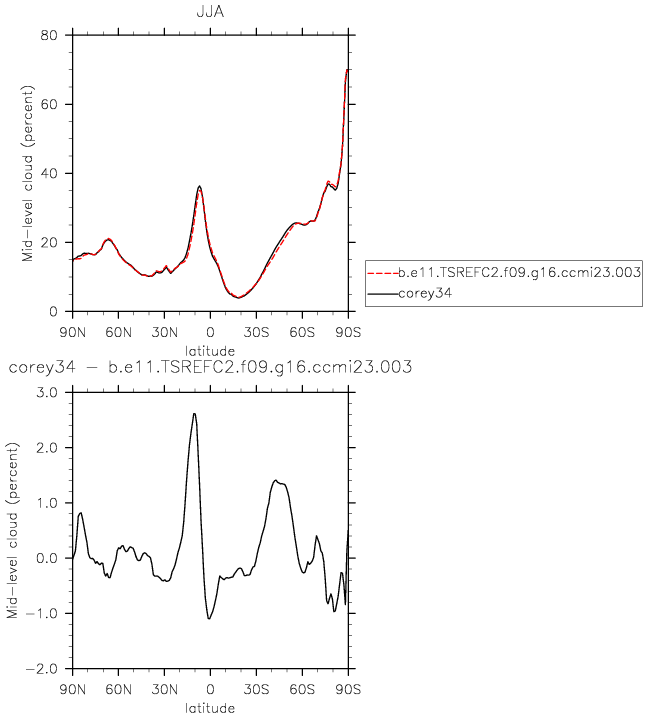 JJA
80
60
40
20
0
Mid-level cloud (percent)
90N 60N 30N 0 30S 60S 90S
latitude
b.e11.TSREFC2.f09.g16.ccmi23.003
corey34
corey34 - b.e11.TSREFC2.f09.g16.ccmi23.003
3.0
2.0
1.0
0.0
-1.0
-2.0
Mid-level cloud (percent)
90N 60N 30N 0 30S 60S 90S
latitude